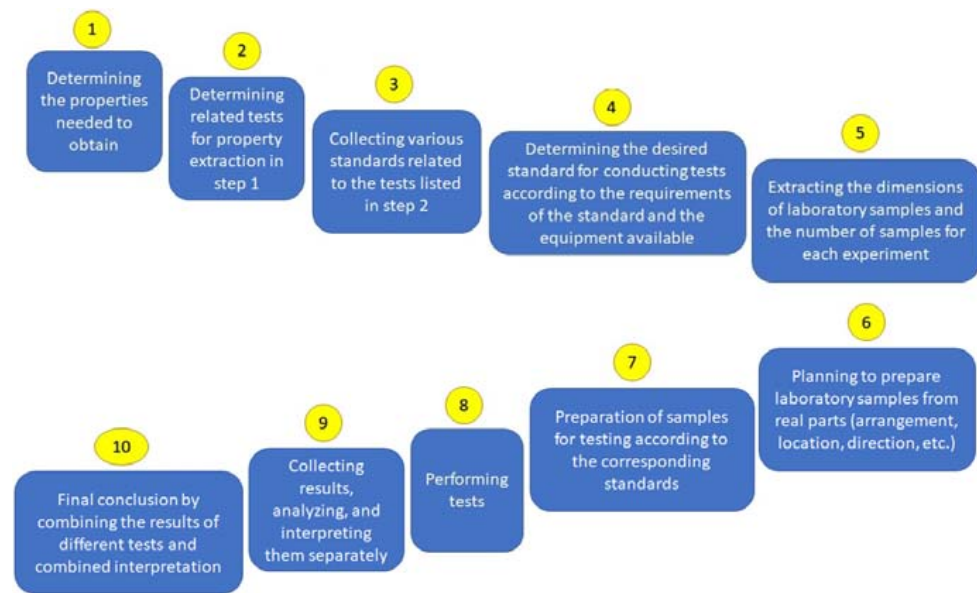 1
Determining
the properties
needed to
obtain
2
Determining
related tests
for property
extraction in
step 1
3
Collecting various
standards related
to the tests listed
in step 2
4
Determining the desired
standard for conducting tests
according to the requirements
of the standard and the
equipment available
5
Extracting the dimensions
of laboratory samples and
the number of samples for
each experiment
6
Planning to prepare
laboratory samples from
real parts (arrangement,
location, direction, etc.)
7
Preparation of samples
for testing according to
the corresponding
standards
8
Performing
tests
9
Collecting
results,
analyzing, and
interpreting
them separately
10
Final conclusion by
combining the results of
different tests and
combined interpretation